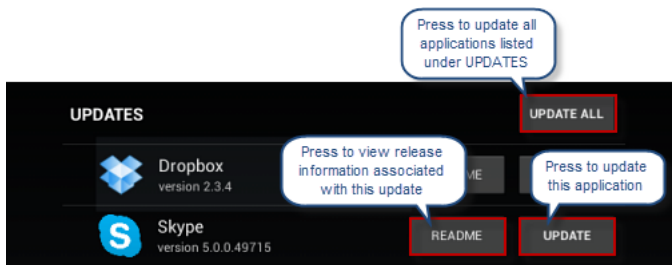 Press to update all
applications listed
under UPDATES
UPDATES
UPDATE ALL
Dropbox
version 2.3.4
Press to view release
information associated
with this update
ME
Press to update
this application
Skype
version 5.0.0.49715
README
UPDATE